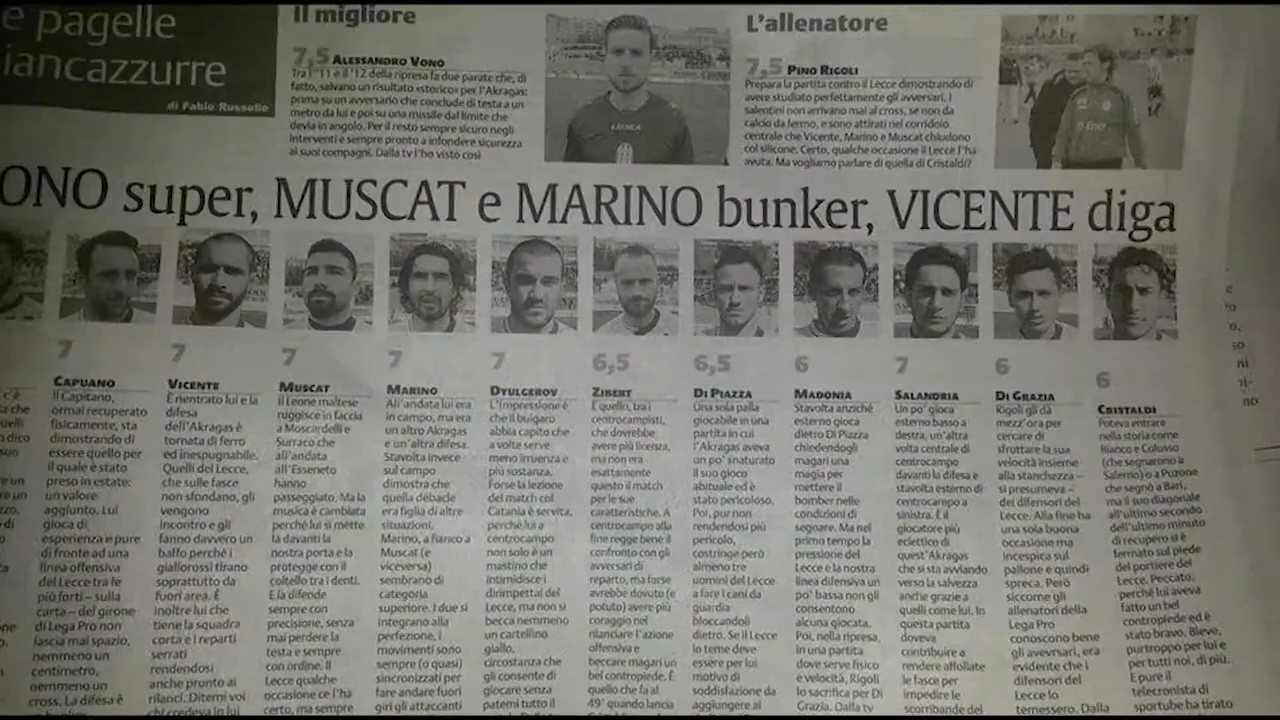 e pagelle
iancazzurre
di Fabio Russello
Il migliore
7,5 ALESSANDRO VONO
Tra l'11 e il '12 della ripresa fa due parate che, di
fatto, salvano un risultato «storico» per l'Akragas:
prima su un avversario che conclude di testa a un
metro da lui e poi su una missile dal limite che
devia in angolo. Per il resto sempre sicuro negli
interventi e sempre pronto a infondere sicurezza
ai suoi compagni. Dalla tv l'ho visto così
LEGEA
L'allenatore
7,5 PINO RIGOLI
Prepara la partita contro il Lecce dimostrando di
avere studiato perfettamente gli avversari. I
salentini non arrivano mai al cross, se non da
calcio da fermo, e sono attirati nel corridoio
centrale che Vicente, Marino e Muscat chiudono
col silicone. Certo, qualche occasione il Lecce l'ha
avuta. Ma vogliamo parlare di quella di Cristaldi?
ONO super, MUSCAT e MARINO bunker, VICENTE diga
7
CAPUANO
Il Capitano,
ormai recuperato
fisicamente, sta
dimostrando di
essere quello per
il quale è stato
preso in estate:
un valore
aggiunto. Lui
gioca di
esperienza e pure
di fronte ad una
linea offensiva
del Lecce tra le
più forti – sulla
carta – del girone
di Lega Pro non
lascia mai spazio,
nemmeno un
centimetro,
nemmeno un
cross. La difesa è
7
VICENTE
È rientrato lui e la
difesa
dell'Akragas è
tornata di ferro
ed inespugnabile.
Quelli del Lecce,
che sulle fasce
non sfondano, gli
vengono
incontro e gli
fanno davvero un
baffo perché i
giallorossi tirano
soprattutto da
fuori area. È
inoltre lui che
tiene la squadra
corta e i reparti
serrati
rendendosi
anche pronto ai
rilanci. Ditemi voi
chi credeva in lui
7
MUSCAT
Il Leone maltese
ruggisce in faccia
a Moscardelli e
Surraco che
all'andata
all'Esseneto
hanno
passeggiato. Ma la
musica è cambiata
perché lui si mette
là davanti la
nostra porta e la
protegge con il
coltello tra i denti.
E la difende
sempre con
precisione, senza
mai perdere la
testa e sempre
con ordine. Il
Lecce qualche
occasione ce l'ha
certo, ma sempre
7
MARINO
All'andata lui era
in campo, ma era
un altro Akragas
e un'altra difesa.
Stavolta invece
sul campo
dimostra che
quella débacle
era figlia di altre
situazioni.
Marino, a fianco a
Muscat (e
viceversa)
sembrano di
categoria
superiore. I due si
integrano alla
perfezione, i
movimenti sono
sempre (o quasi)
sincronizzati per
fare andare fuori
giri gli attaccanti
7
DYULGEROV
L'impressione è
che il bulgaro
abbia capito che
a volte serve
meno irruenza e
più sostanza.
Forse la lezione
del match col
Catania è servita,
perché lui a
centrocampo
non solo è un
mastino che
intimidisce i
dirimpettai del
Lecce, ma non si
becca nemmeno
un cartellino
giallo,
circostanza che
gli consente di
giocare senza
patemi tutto il
6,5
ZIBERT
È quello, tra i
centrocampisti,
che dovrebbe
avere più licenza,
ma non era
esattamente
questo il match
per le sue
caratteristiche. A
centrocampo alla
fine regge bene il
confronto con gli
avversari di
reparto, ma forse
avrebbe dovuto (e
potuto) avere più
coraggio nel
rilanciare l'azione
offensiva e
beccare magari un
bel contropiede. È
quello che fa al
49' quando lancia
6,5
DI PIAZZA
Una sola palla
giocabile in una
partita in cui
l'Akragas aveva
un po' snaturato
il suo gioco
abituale ed è
stato pericoloso.
Poi, pur non
rendendosi più
pericolo,
costringe però
almeno tre
uomini del Lecce
a fare i cani da
guardia
bloccandoli
dietro. Se il Lecce
lo teme deve
essere per lui
motivo di
soddisfazione da
aggiungere al
6
MADONIA
Stavolta anziché
esterno gioca
dietro Di Piazza
chiedendogli
magari una
magia per
mettere il
bomber nelle
condizioni di
segnare. Ma nel
primo tempo la
pressione del
Lecce e la nostra
linea difensiva un
po' bassa non gli
consentono
alcuna giocata.
Poi, nella ripresa,
in una partita
dove serve fisico
e velocità, Rigoli
lo sacrifica per Di
Grazia. Dalla tv
7
SALANDRIA
Un po' gioca
esterno basso a
destra, un'altra
volta centrale di
centrocampo
davanti la difesa e
stavolta esterno di
centrocampo a
sinistra. È il
giocatore più
eclettico di
quest'Akragas
che si sta avviando
verso la salvezza
anche grazie a
quelli come lui. In
questa partita
doveva
contribuire a
rendere affollate
le fasce per
impedire le
scorribande del
6
DI GRAZIA
Rigoli gli dà
mezz'ora per
cercare di
sfruttare la sua
velocità insieme
alla stanchezza –
si presumeva –
dei difensori del
Lecce. Alla fine ha
una sola buona
occasione ma
incespica sul
pallone e quindi
spreca. Però
siccome gli
allenatori della
Lega Pro
conoscono bene
gli avversari, era
evidente che i
difensori del
Lecce lo
temessero. Dalla
6
CRISTALDI
Poteva entrare
nella storia come
Bianco e Colusso
(che segnarono a
Salerno) o a Puzone
che segnò a Bari,
ma il suo diagonale
all'ultimo secondo
dell'ultimo minuto
di recupero si è
fermato sul piede
del portiere del
Lecce. Peccato,
perché lui aveva
fatto un bel
contropiede ed è
stato bravo. Bleve,
purtroppo per lui e
per tutti noi, di più.
E pure il
telecronista di
sportube ha tirato